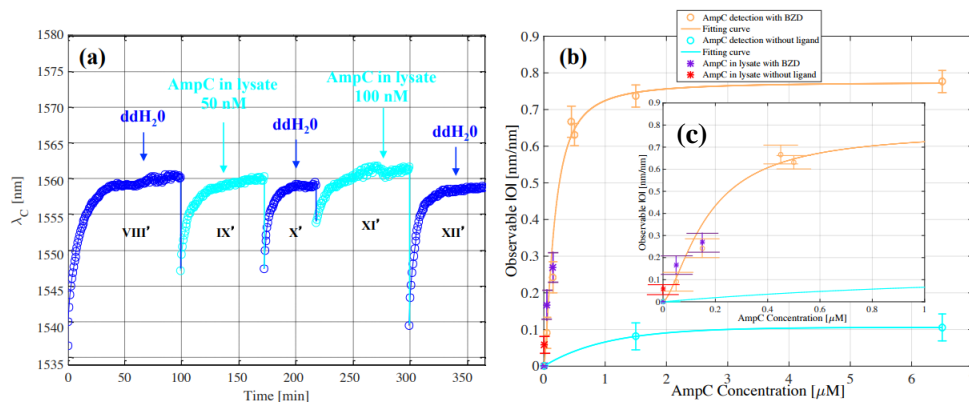 (a)
1580
1575
1570
1565
1560
1555
1550
1545
1540
1535
λC [nm]
0
50
100
150
200
250
300
350
Time [min]
ddH20
AmpC in lysate
50 nM
ddH20
AmpC in lysate
100 nM
ddH20
VIII'
IX'
X'
XI'
XII'
AmpC detection with BZD
Fitting curve
AmpC detection without ligand
Fitting curve
AmpC in lysate with BZD
AmpC in lysate without ligand
(b)
0.9
0.8
0.7
0.6
0.5
0.4
0.3
0.2
0.1
0
Observable |O| [nm/nm]
0
1
2
3
4
5
6
7
AmpC Concentration [μM]
(c)
0.9
0.8
0.7
0.6
0.5
0.4
0.3
0.2
0.1
0
Observable |O| [nm/nm]
0
0.2
0.4
0.6
0.8
1
AmpC Concentration [μM]